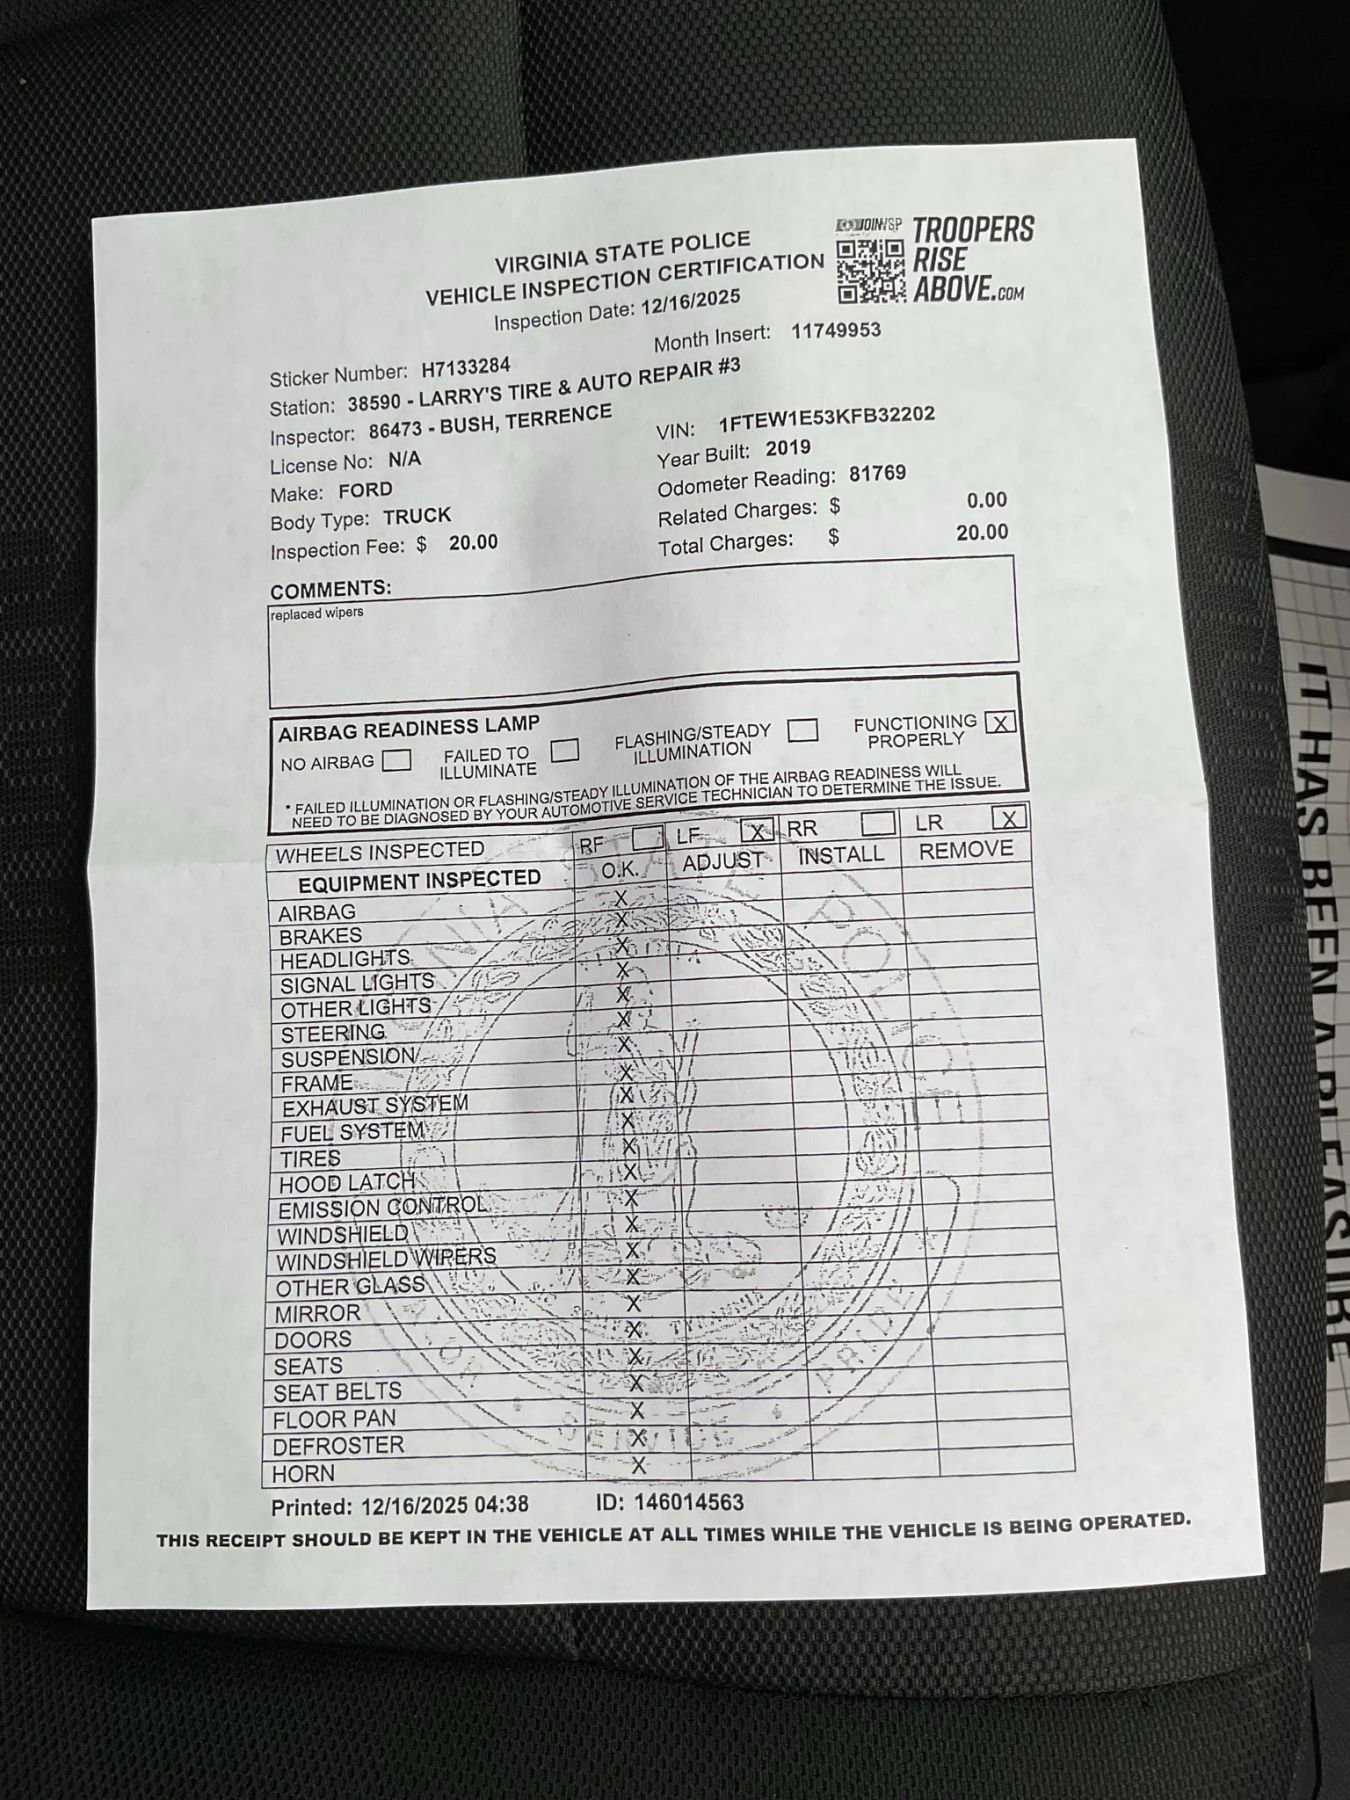 JOINVSP
TROOPERS
RISE
ABOVE.COM
VIRGINIA STATE POLICE
VEHICLE INSPECTION CERTIFICATION
Inspection Date: 12/16/2025
Sticker Number: H7133284 Month Insert: 11749953
Station: 38590 - LARRY'S TIRE & AUTO REPAIR #3
Inspector: 86473 - BUSH, TERRENCE VIN: 1FTEW1E53KFB32202
License No: N/A Year Built: 2019
Make: FORD Odometer Reading: 81769
Body Type: TRUCK Related Charges: $ 0.00
Inspection Fee: $ 20.00 Total Charges: $ 20.00
COMMENTS:
replaced wipers
AIRBAG READINESS LAMP
NO AIRBAG FAILED TO ILLUMINATE FLASHING/STEADY ILLUMINATION FUNCTIONING PROPERLY X
* FAILED ILLUMINATION OR FLASHING/STEADY ILLUMINATION OF THE AIRBAG READINESS WILL
NEED TO BE DIAGNOSED BY YOUR AUTOMOTIVE SERVICE TECHNICIAN TO DETERMINE THE ISSUE.
WHEELS INSPECTED RF LF X RR LR X
EQUIPMENT INSPECTED O.K. ADJUST INSTALL REMOVE
AIRBAG X
BRAKES X
HEADLIGHTS X
SIGNAL LIGHTS X
OTHER LIGHTS X
STEERING X
SUSPENSION X
FRAME X
EXHAUST SYSTEM X
FUEL SYSTEM X
TIRES X
HOOD LATCH X
EMISSION CONTROL X
WINDSHIELD X
WINDSHIELD WIPERS X
OTHER GLASS X
MIRROR X
DOORS X
SEATS X
SEAT BELTS X
FLOOR PAN X
DEFROSTER X
HORN X
Printed: 12/16/2025 04:38 ID: 146014563
THIS RECEIPT SHOULD BE KEPT IN THE VEHICLE AT ALL TIMES WHILE THE VEHICLE IS BEING OPERATED.
IT HAS BEEN A PLEASURE